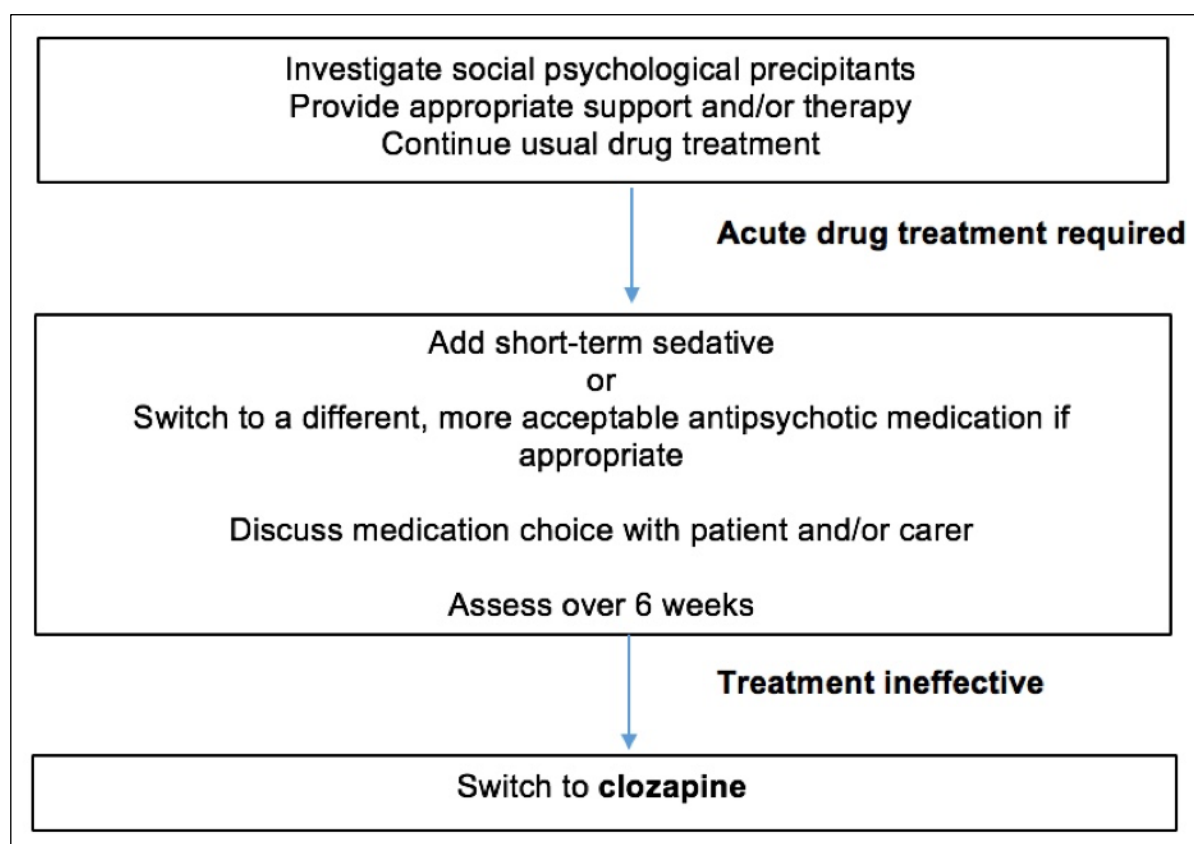 Investigate social psychological precipitants
Provide appropriate support and/or therapy
Continue usual drug treatment
Acute drug treatment required
Add short-term sedative
or
Switch to a different, more acceptable antipsychotic medication if
appropriate
Discuss medication choice with patient and/or carer
Assess over 6 weeks
Treatment ineffective
Switch to clozapine